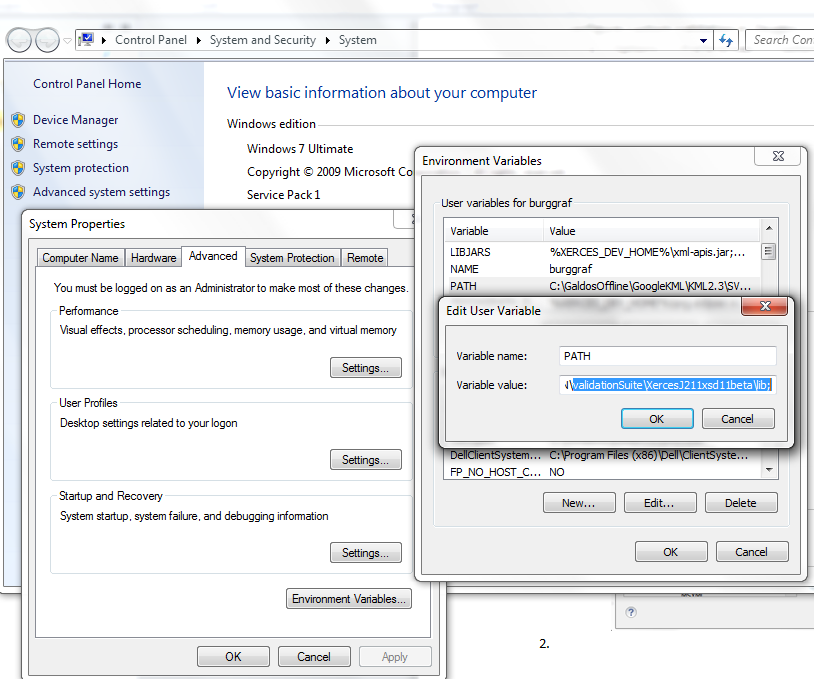 Control Panel ▸ System and Security ▸ System
Search Con
Control Panel Home
Device Manager
Remote settings
System protection
Advanced system settings
View basic information about your computer
Windows edition
Windows 7 Ultimate
Copyright © 2009 Microsoft Co
Service Pack 1
System Properties
Computer Name
Hardware
Advanced
System Protection
Remote
You must be logged on as an Administrator to make most of these changes.
Performance
Visual effects, processor scheduling, memory usage, and virtual memory
Settings...
User Profiles
Desktop settings related to your logon
Settings...
Startup and Recovery
System startup, system failure, and debugging information
Settings...
Environment Variables...
OK
Cancel
Apply
Environment Variables
User variables for burggraf
Variable Value
LIBJARS %XERCES_DEV_HOME%\xml-apis.jar;...
NAME burggraf
PATH C:\GaldosOffline\GoogleKML\KML2.3\SV...
Edit User Variable
Variable name: PATH
Variable value: \validationSuite\XercesJ211xsd11beta\lib;
OK
Cancel
DellClientSystem... C:\Program Files (x86)\Dell\ClientSyste...
FP_NO_HOST_C... NO
New...
Edit...
Delete
OK
Cancel
2.